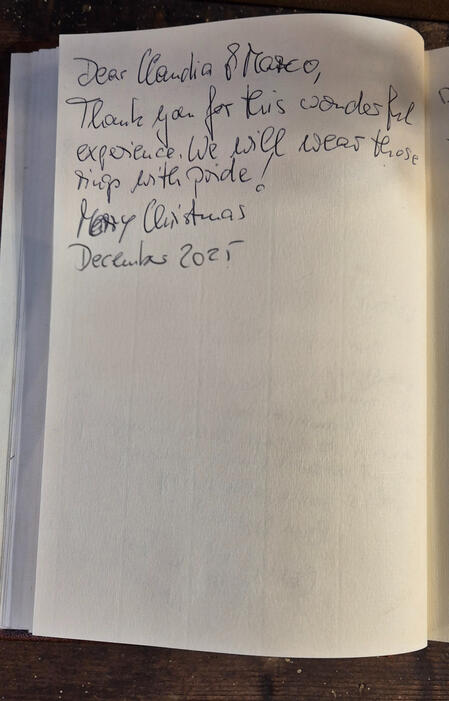 Dear Claudia & Marco,
Thank you for this wonderful
experience. We will wear those
rings with pride!
Merry Christmas
December 2025